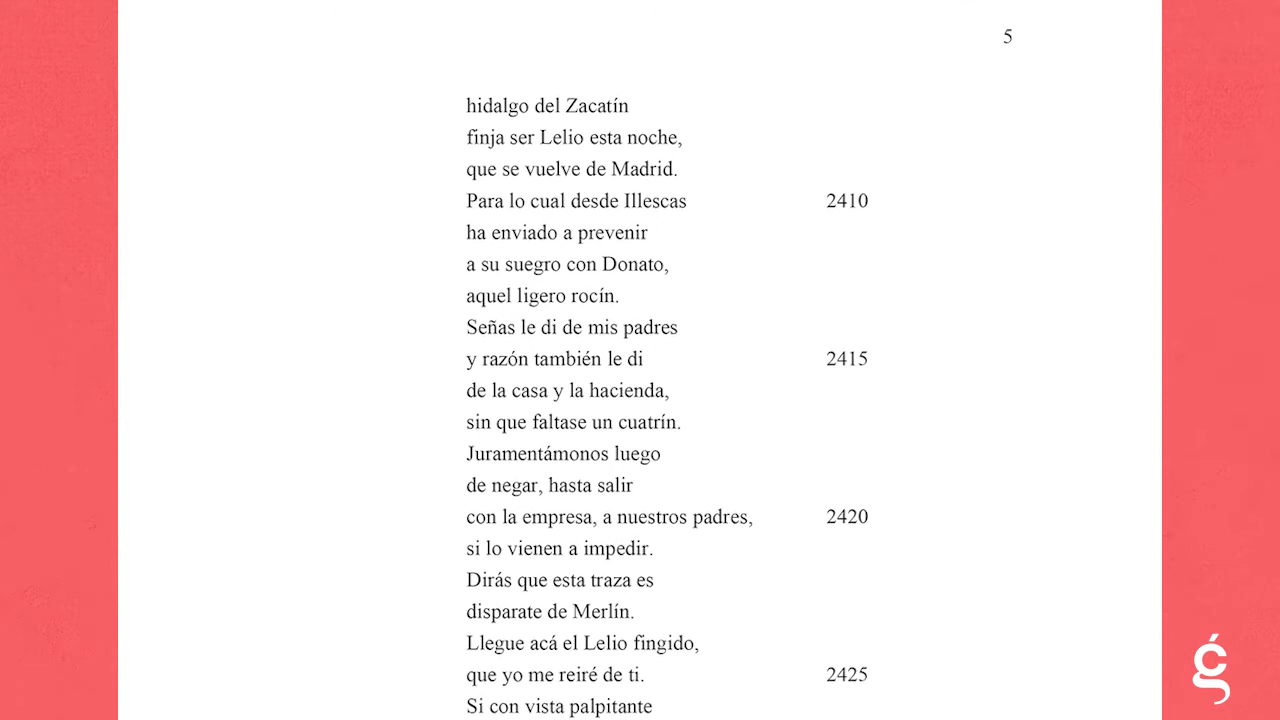 5
hidalgo del Zacatín
finja ser Lelio esta noche,
que se vuelve de Madrid.
Para lo cual desde Illescas 2410
ha enviado a prevenir
a su suegro con Donato,
aquel ligero rocín.
Señas le di de mis padres
y razón también le di 2415
de la casa y la hacienda,
sin que faltase un cuatrín.
Juramentámonos luego
de negar, hasta salir
con la empresa, a nuestros padres, 2420
si lo vienen a impedir.
Dirás que esta traza es
disparate de Merlín.
Llegue acá el Lelio fingido,
que yo me reiré de ti. 2425
Si con vista palpitante